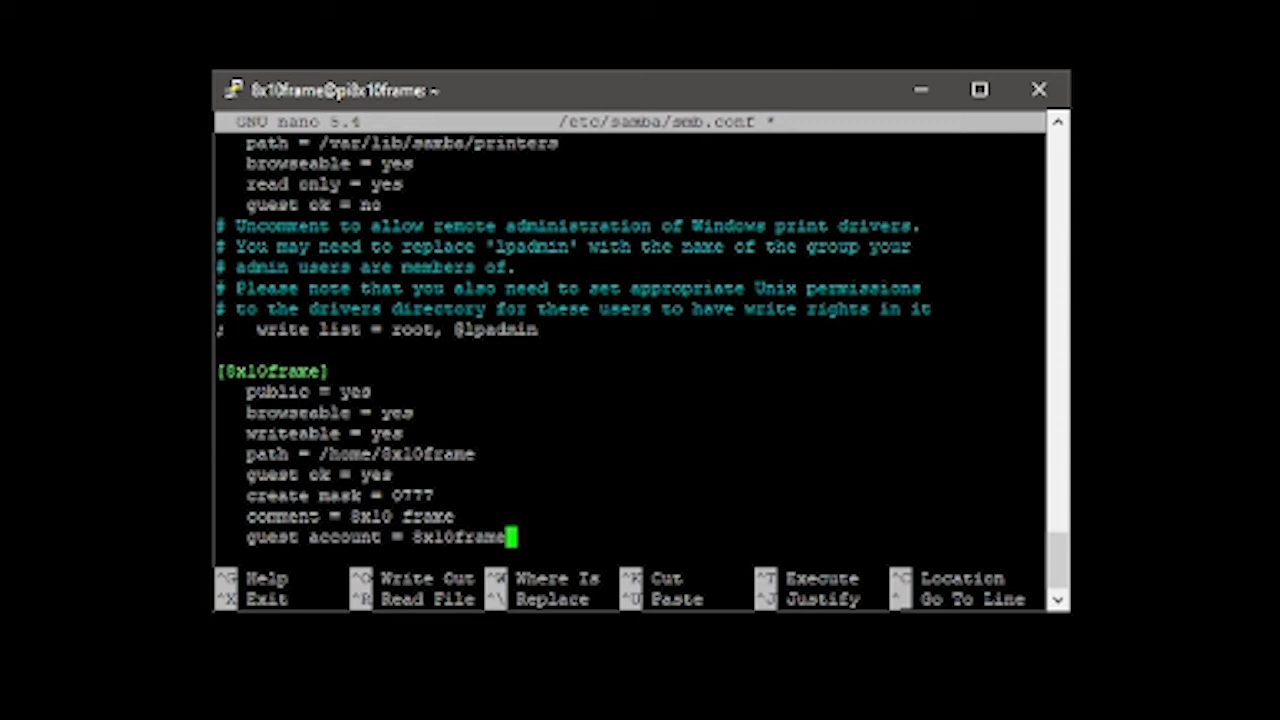 8x10frame@pi8x10frame: ~
GNU nano 5.4 /etc/samba/smb.conf *
path = /var/lib/samba/printers
browseable = yes
read only = yes
guest ok = no
# Uncomment to allow remote administration of Windows print drivers.
# You may need to replace 'lpadmin' with the name of the group your
# admin users are members of.
# Please note that you also need to set appropriate Unix permissions
# to the drivers directory for these users to have write rights in it
;   write list = root, @lpadmin
[8x10frame]
public = yes
browseable = yes
writeable = yes
path = /home/8x10frame
guest ok = yes
create mask = 0777
comment = 8x10 frame
guest account = 8x10frame
^G Help ^O Write Out ^W Where Is ^K Cut ^T Execute ^C Location
^X Exit ^R Read File ^\ Replace ^U Paste ^J Justify ^_ Go To Line